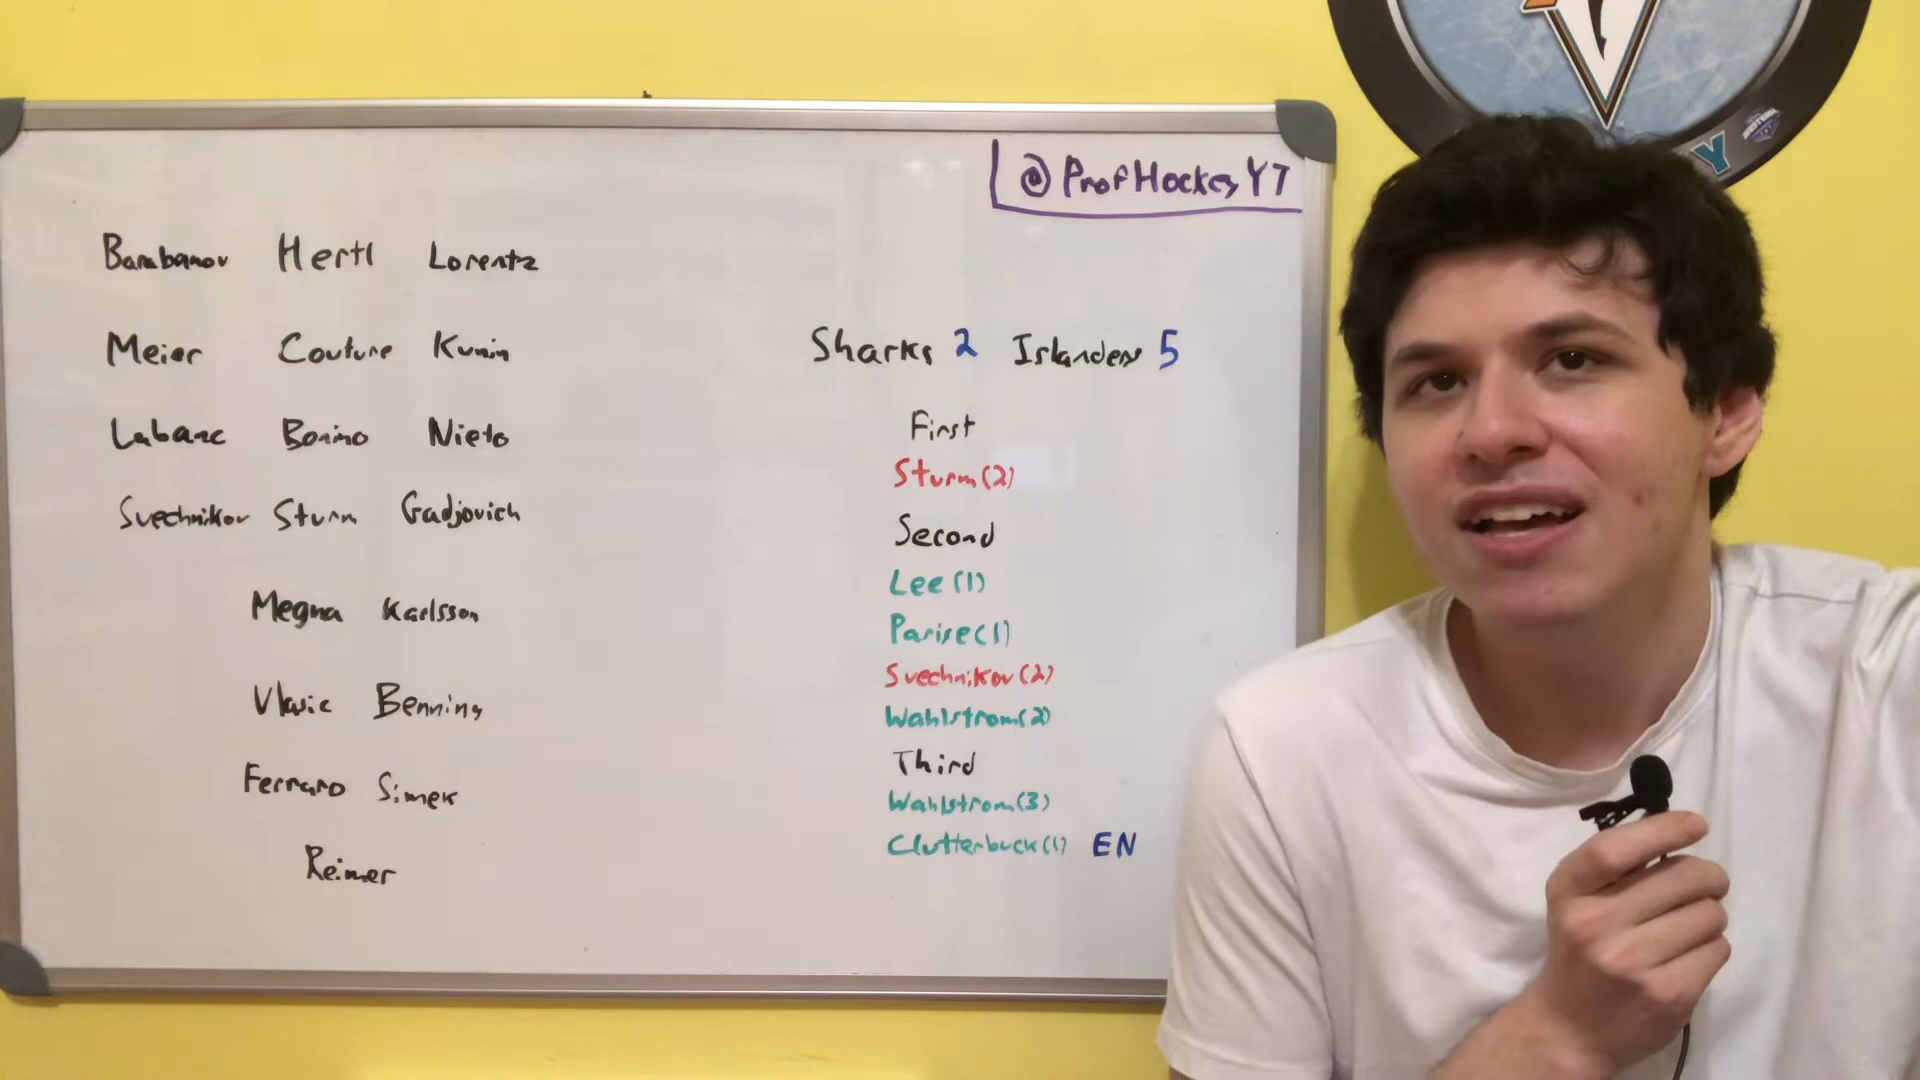 @ProfHockeyYT
Barabanov Hertl Lorentz
Meier Couture Kunin
Labanc Bonino Nieto
Svechnikov Sturm Gadjovich
Megna Karlsson
Vlasic Benning
Ferraro Simek
Reimer
Sharks 2 Islanders 5
First
Sturm(2)
Second
Lee(1)
Parise(1)
Svechnikov(2)
Wahlstrom(2)
Third
Wahlstrom(3)
Clutterbuck(1) EN
Y